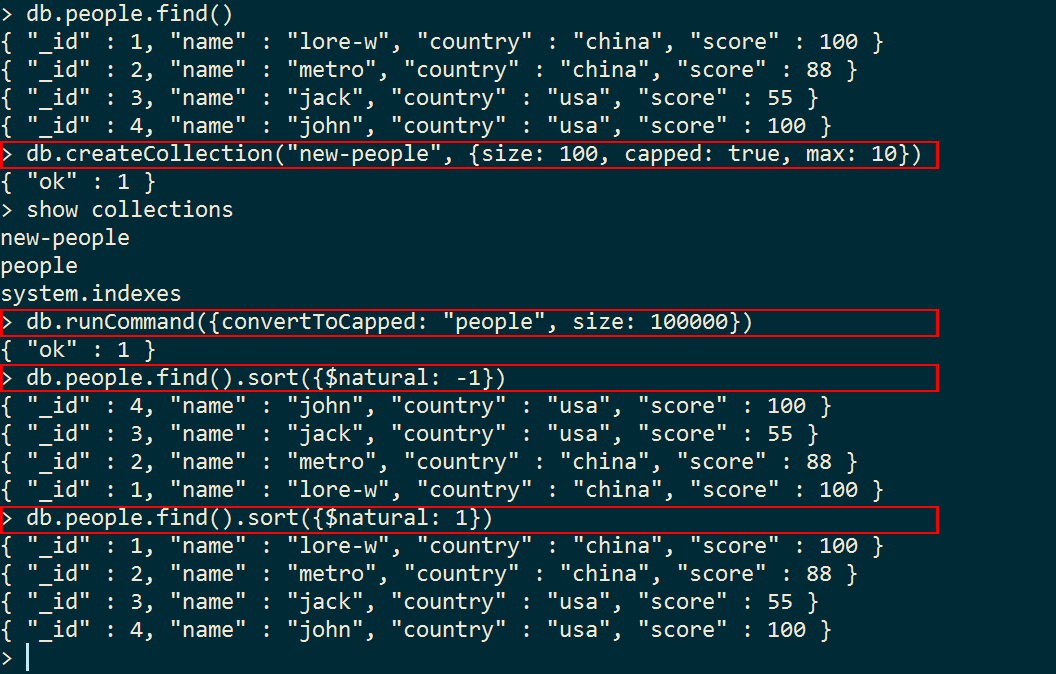 > db.people.find()
{ "_id" : 1, "name" : "lore-w", "country" : "china", "score" : 100 }
{ "_id" : 2, "name" : "metro", "country" : "china", "score" : 88 }
{ "_id" : 3, "name" : "jack", "country" : "usa", "score" : 55 }
{ "_id" : 4, "name" : "john", "country" : "usa", "score" : 100 }
> db.createCollection("new-people", {size: 100, capped: true, max: 10})
{ "ok" : 1 }
> show collections
new-people
people
system.indexes
> db.runCommand({convertToCapped: "people", size: 100000})
{ "ok" : 1 }
> db.people.find().sort({$natural: -1})
{ "_id" : 4, "name" : "john", "country" : "usa", "score" : 100 }
{ "_id" : 3, "name" : "jack", "country" : "usa", "score" : 55 }
{ "_id" : 2, "name" : "metro", "country" : "china", "score" : 88 }
{ "_id" : 1, "name" : "lore-w", "country" : "china", "score" : 100 }
> db.people.find().sort({$natural: 1})
{ "_id" : 1, "name" : "lore-w", "country" : "china", "score" : 100 }
{ "_id" : 2, "name" : "metro", "country" : "china", "score" : 88 }
{ "_id" : 3, "name" : "jack", "country" : "usa", "score" : 55 }
{ "_id" : 4, "name" : "john", "country" : "usa", "score" : 100 }
>